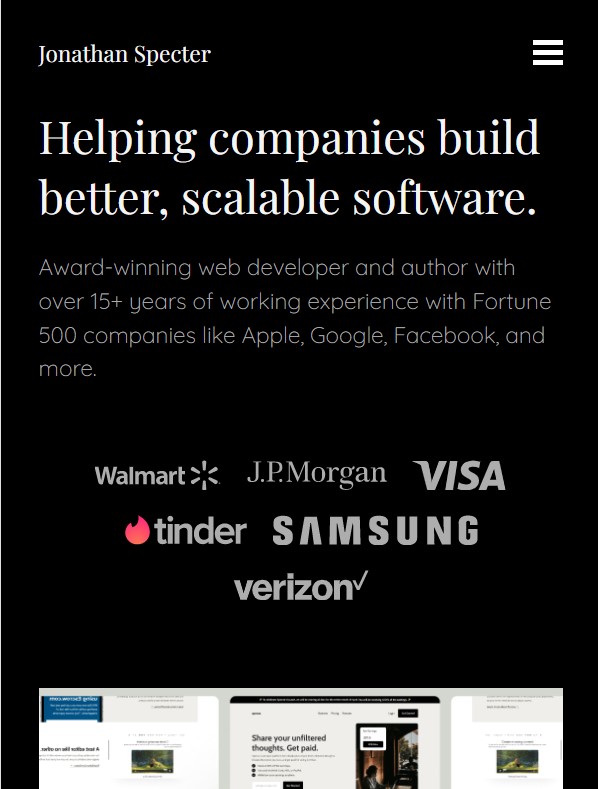 Jonathan Specter
Helping companies build
better, scalable software.
Award-winning web developer and author with
over 15+ years of working experience with Fortune
500 companies like Apple, Google, Facebook, and
more.
Walmart J.P.Morgan VISA
tinder SAMSUNG
verizon
Share your unfiltered
thoughts. Get paid.